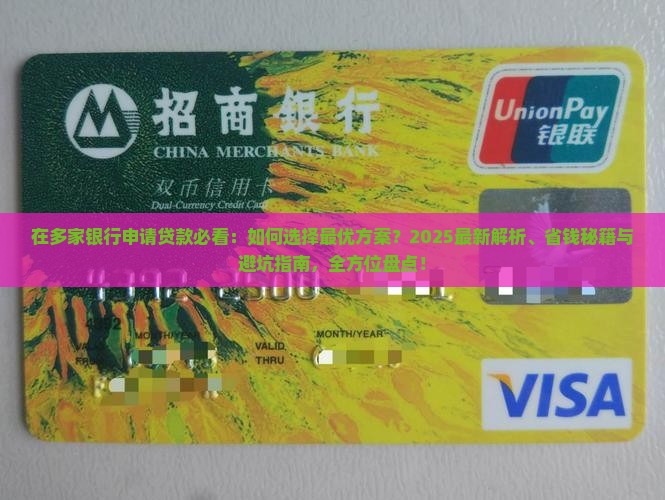 招商银行
CHINA MERCHANTS BANK
UnionPay
银联
双币信用卡
Dual-Currency Credit Card
在多家银行申请贷款必看：如何选择最优方案？2025最新解析、省钱秘籍与
避坑指南，全方位盘点！
MONTH/YEAR
VALID
FROM
MONTH/YEAR
VALID
THRU
VISA